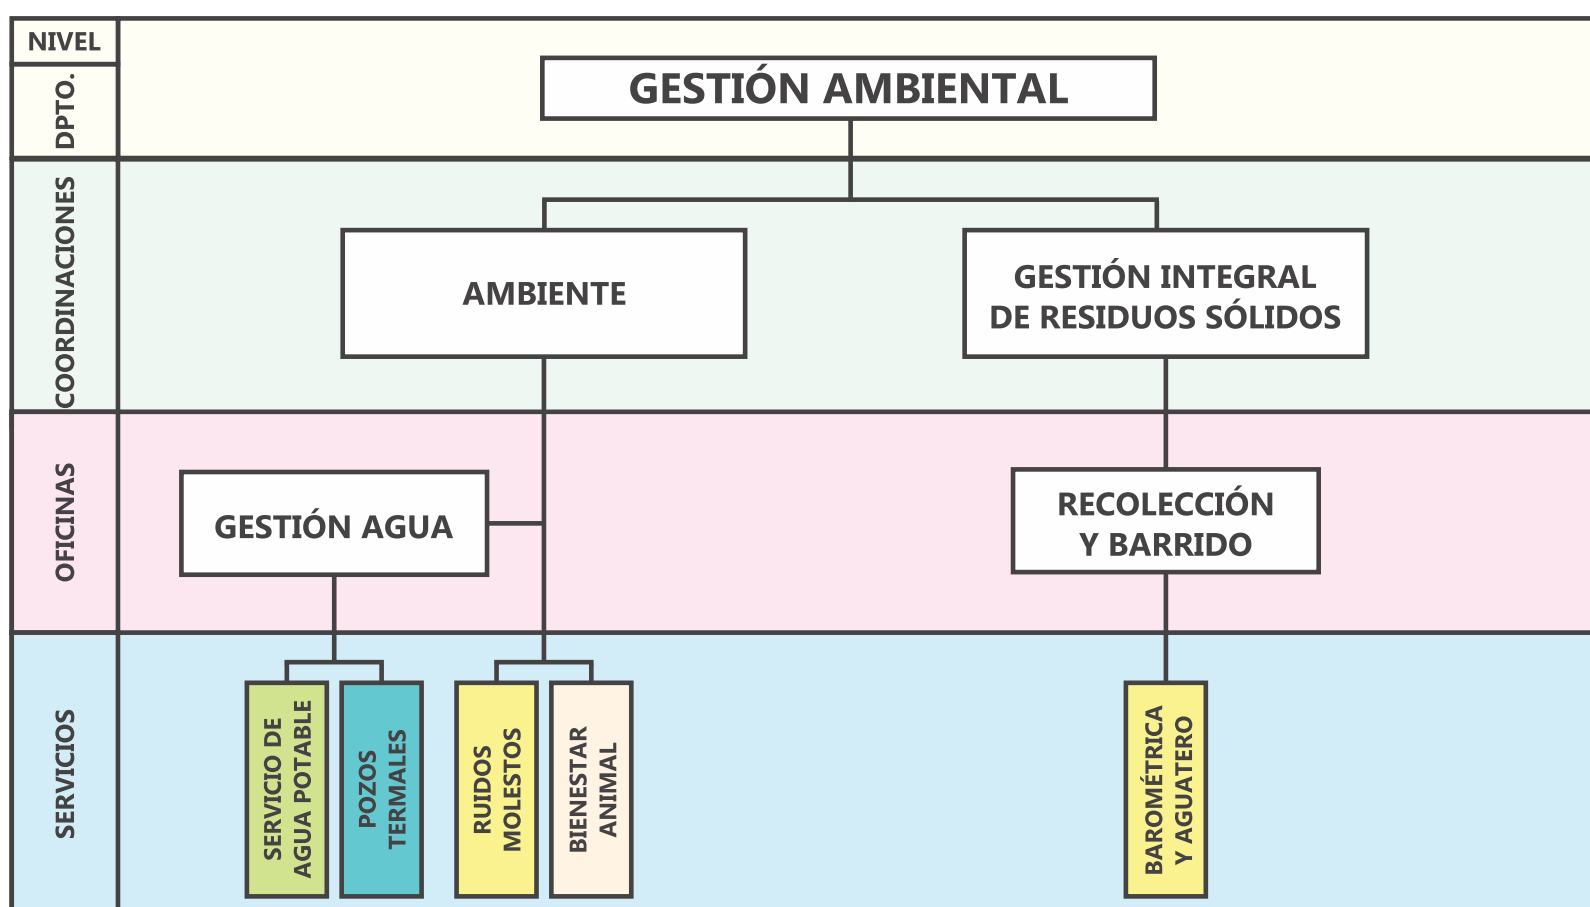 NIVEL
DPTO.
GESTIÓN AMBIENTAL
COORDINACIONES
AMBIENTE
GESTIÓN INTEGRAL
DE RESIDUOS SÓLIDOS
OFICINAS
GESTIÓN AGUA
RECOLECCIÓN
Y BARRIDO
SERVICIOS
SERVICIO DE
AGUA POTABLE
POZOS
TERMALES
RUIDOS
MOLESTOS
BIENESTAR
ANIMAL
BAROMÉTRICA
Y AGUATERO